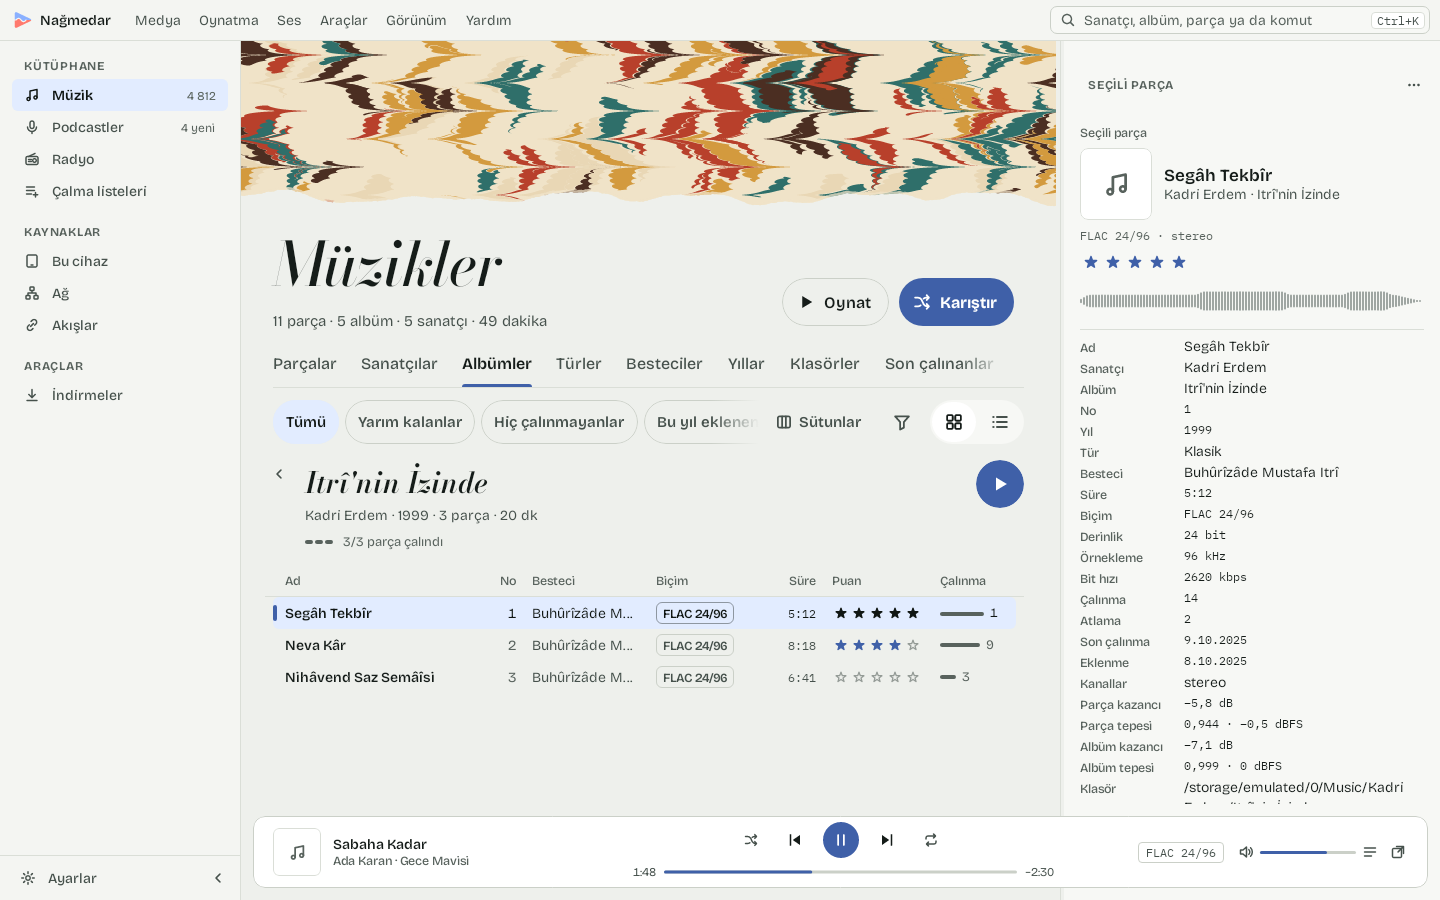 Nağmedar
Medya Oynatma Ses Araçlar Görünüm Yardım
Sanatçı, albüm, parça ya da komut Ctrl+K
KÜTÜPHANE
Müzik 4 812
Podcastler 4 yeni
Radyo
Çalma listeleri
KAYNAKLAR
Bu cihaz
Ağ
Akışlar
ARAÇLAR
İndirmeler
Ayarlar
Müzikler
11 parça · 5 albüm · 5 sanatçı · 49 dakika
Oynat Karıştır
Parçalar Sanatçılar Albümler Türler Besteciler Yıllar Klasörler Son çalınanlar
Tümü Yarım kalanlar Hiç çalınmayanlar Bu yıl eklenen Sütunlar
Itrî'nin İzinde
Kadri Erdem · 1999 · 3 parça · 20 dk
3/3 parça çalındı
Ad No Besteci Biçim Süre Puan Çalınma
Segâh Tekbîr 1 Buhûrîzâde M... FLAC 24/96 5:12 1
Neva Kâr 2 Buhûrîzâde M... FLAC 24/96 8:18 9
Nihâvend Saz Semâîsi 3 Buhûrîzâde M... FLAC 24/96 6:41 3
SEÇİLİ PARÇA
Seçili parça
Segâh Tekbîr
Kadri Erdem · Itrî'nin İzinde
FLAC 24/96 · stereo
Ad Segâh Tekbîr
Sanatçı Kadri Erdem
Albüm Itrî'nin İzinde
No 1
Yıl 1999
Tür Klasik
Besteci Buhûrîzâde Mustafa Itrî
Süre 5:12
Biçim FLAC 24/96
Derinlik 24 bit
Örnekleme 96 kHz
Bit hızı 2620 kbps
Çalınma 14
Atlama 2
Son çalınma 9.10.2025
Eklenme 8.10.2025
Kanallar stereo
Parça kazancı −5,8 dB
Parça tepesi 0,944 · −0,5 dBFS
Albüm kazancı −7,1 dB
Albüm tepesi 0,999 · 0 dBFS
Klasör /storage/emulated/0/Music/Kadri
Sabaha Kadar
Ada Karan · Gece Mavisi
1:48 −2:30
FLAC 24/96